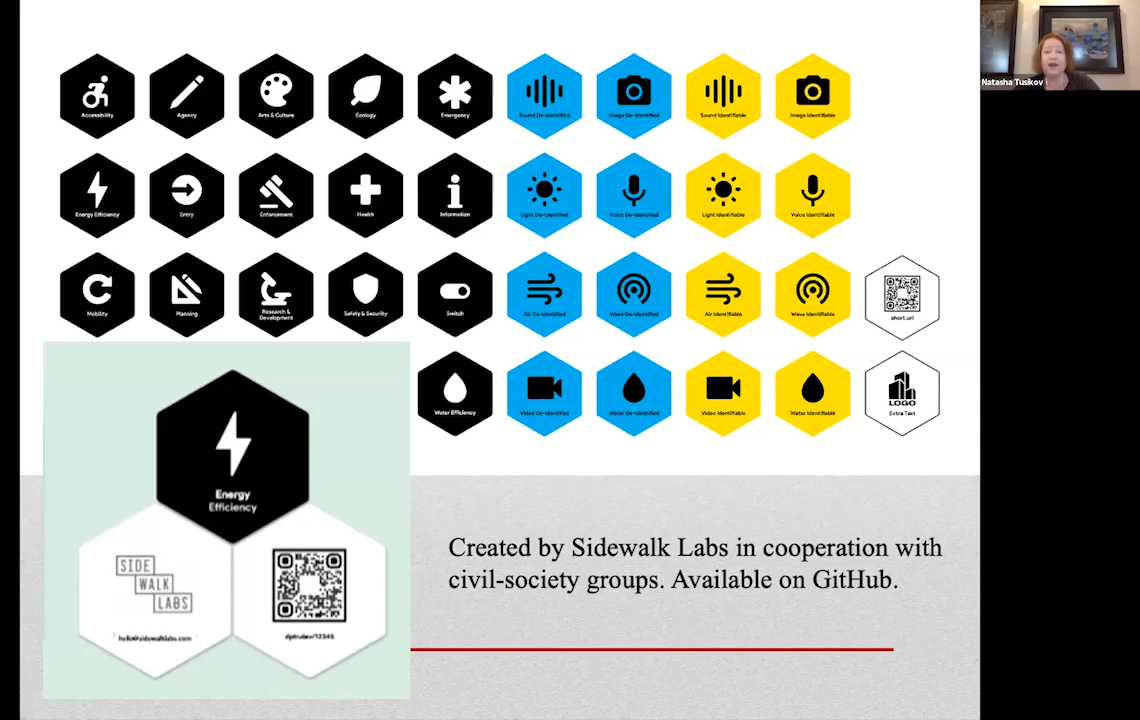 Accessibility
Agency
Arts & Culture
Ecology
Emergency
Sound De-Identified
Image De-Identified
Sound Identifiable
Image Identifiable
Natasha Tusikov
Energy Efficiency
Entry
Enforcement
Health
Information
Light De-Identified
Voice De-Identified
Light Identifiable
Voice Identifiable
Mobility
Planning
Research &
Development
Safety & Security
Switch
Air De-Identified
Wave De-Identified
Air Identifiable
Wave Identifiable
short.url
Water Efficiency
Video De-Identified
Water De-Identified
Video Identifiable
Water Identifiable
LOGO
Extra Text
Energy
Efficiency
SIDE
WALK
LABS
hello@sidewalklabs.com
dptr.dev/12345
Created by Sidewalk Labs in cooperation with
civil-society groups. Available on GitHub.